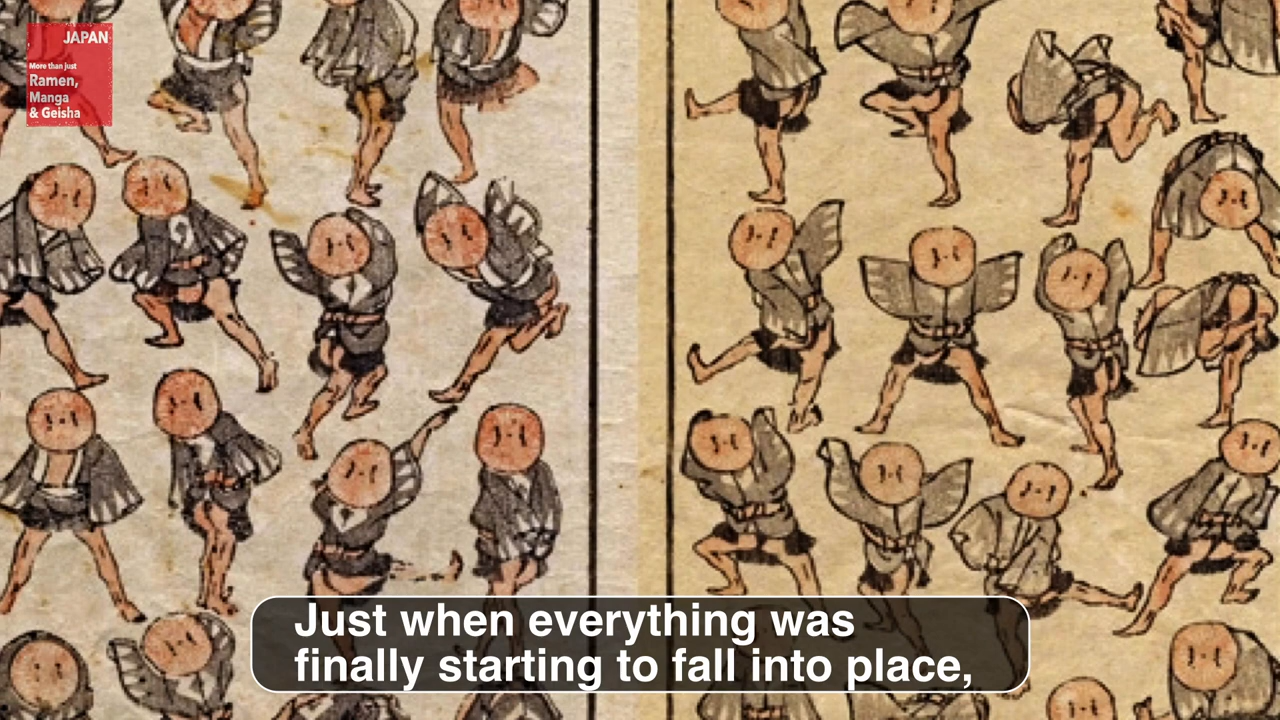 JAPAN
More than just
Ramen,
Manga
& Geisha
Just when everything was
finally starting to fall into place,